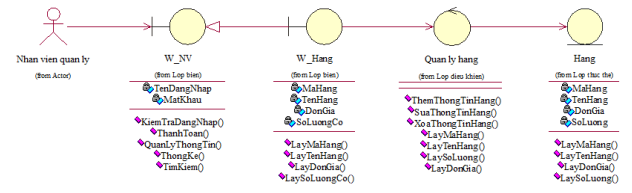 Nhan vien quan ly
(from Actor)
W_NV
(from Lop bien)
TenDangNhap
MatKhau
KiemTraDangNhap()
ThanhToan()
QuanLyThongTin()
ThongKe()
TimKiem()
W_Hang
(from Lop bien)
MaHang
TenHang
DonGia
SoLuongCo
LayMaHang()
LayTenHang()
LayDonGia()
LaySoLuongCo()
Quan ly hang
(from Lop dieu khien)
ThemThongTinHang()
SuaThongTinHang()
XoaThongTinHang()
LayMaHang()
LayTenHang()
LaySoLuong()
LayDonGia()
Hang
(from Lop thuc the)
MaHang
TenHang
DonGia
SoLuong
LayMaHang()
LayTenHang()
LayDonGia()
LaySoLuong()